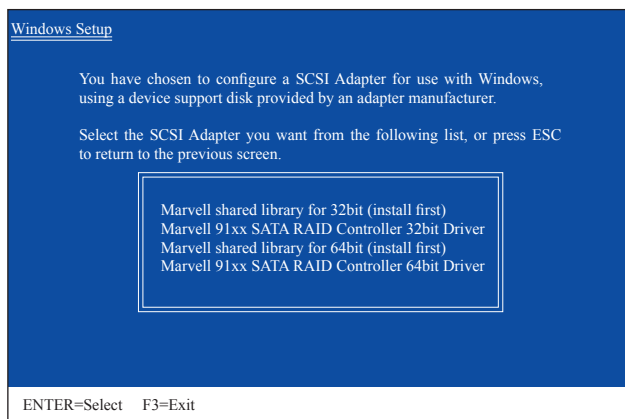 Windows Setup
You have chosen to configure a SCSI Adapter for use with Windows,
using a device support disk provided by an adapter manufacturer.
Select the SCSI Adapter you want from the following list, or press ESC
to return to the previous screen.
Marvell shared library for 32bit (install first)
Marvell 91xx SATA RAID Controller 32bit Driver
Marvell shared library for 64bit (install first)
Marvell 91xx SATA RAID Controller 64bit Driver
ENTER=Select F3=Exit